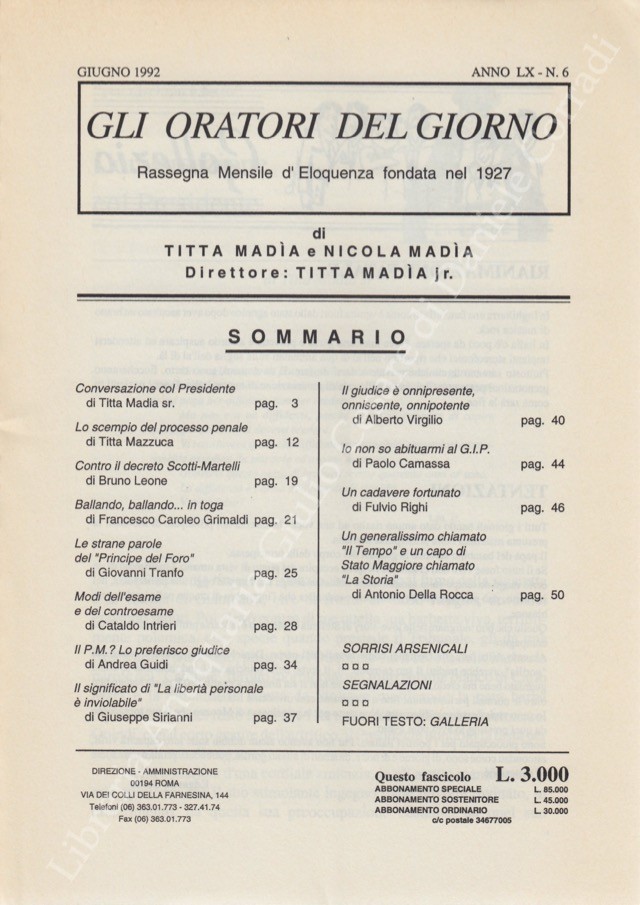 GIUGNO 1992 ANNO LX - N. 6
GLI ORATORI DEL GIORNO
Rassegna Mensile d'Eloquenza fondata nel 1927
di
TITTA MADÌA e NICOLA MADÌA
Direttore: TITTA MADÌA jr.
SOMMARIO
Conversazione col Presidente
di Titta Madia sr. pag. 3
Lo scempio del processo penale
di Titta Mazzuca pag. 12
Contro il decreto Scotti-Martelli
di Bruno Leone pag. 19
Ballando, ballando... in toga
di Francesco Caroleo Grimaldi pag. 21
Le strane parole
del "Principe del Foro"
di Giovanni Tranfo pag. 25
Modi dell'esame
e del controesame
di Cataldo Intrieri pag. 28
Il P.M.? Lo preferisco giudice
di Andrea Guidi pag. 34
Il significato di "La libertà personale
è inviolabile"
di Giuseppe Sirianni pag. 37
Il giudice è onnipresente,
onniscente, onnipotente
di Alberto Virgilio pag. 40
Io non so abituarmi al G.I.P.
di Paolo Camassa pag. 44
Un cadavere fortunato
di Fulvio Righi pag. 46
Un generalissimo chiamato
"Il Tempo" e un capo di
Stato Maggiore chiamato
"La Storia"
di Antonio Della Rocca pag. 50
SORRISI ARSENICALI
SEGNALAZIONI
FUORI TESTO: GALLERIA
DIREZIONE - AMMINISTRAZIONE
00194 ROMA
VIA DEI COLLI DELLA FARNESINA, 144
Telefoni (06) 363.01.773 - 327.41.74
Fax (06) 363.01.773
Questo fascicolo L. 3.000
ABBONAMENTO SPECIALE L. 85.000
ABBONAMENTO SOSTENITORE L. 45.000
ABBONAMENTO ORDINARIO L. 30.000
c/c postale 34677005